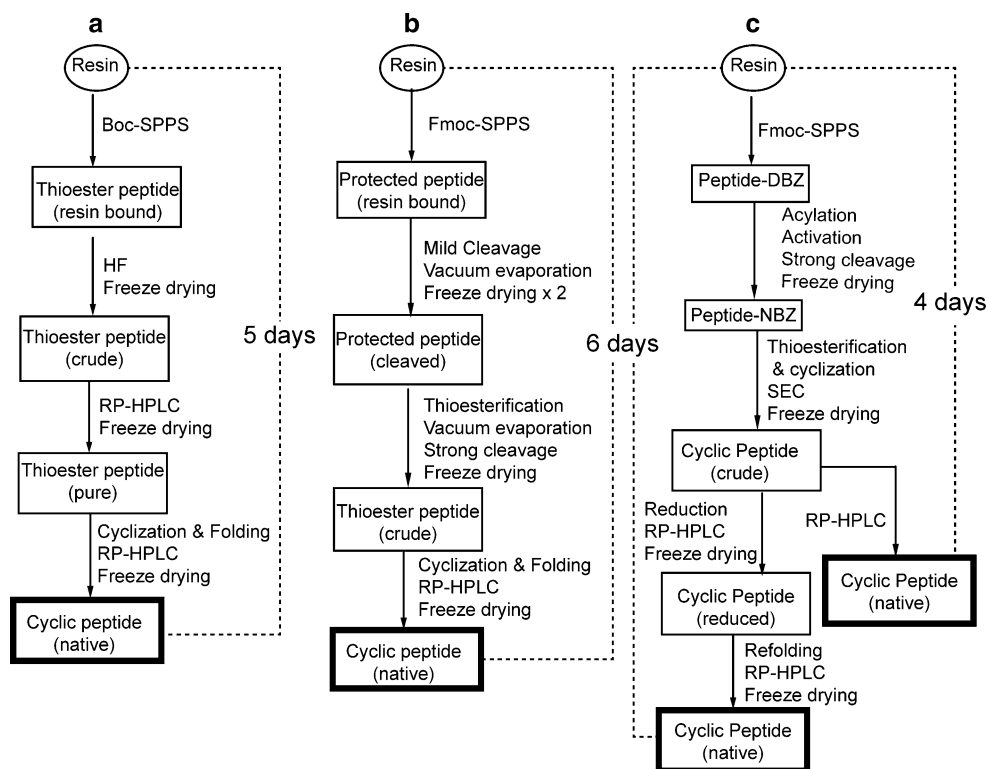 a
Resin
Boc-SPPS
Thioester peptide
(resin bound)
HF
Freeze drying
Thioester peptide
(crude)
RP-HPLC
Freeze drying
Thioester peptide
(pure)
Cyclization & Folding
RP-HPLC
Freeze drying
Cyclic peptide
(native)
5 days
b
Resin
Fmoc-SPPS
Protected peptide
(resin bound)
Mild Cleavage
Vacuum evaporation
Freeze drying x 2
Protected peptide
(cleaved)
Thioesterification
Vacuum evaporation
Strong cleavage
Freeze drying
Thioester peptide
(crude)
Cyclization & Folding
RP-HPLC
Freeze drying
Cyclic peptide
(native)
6 days
c
Resin
Fmoc-SPPS
Peptide-DBZ
Acylation
Activation
Strong cleavage
Freeze drying
Peptide-NBZ
Thioesterification
& cyclization
SEC
Freeze drying
Cyclic Peptide
(crude)
Reduction
RP-HPLC
Freeze drying
Cyclic Peptide
(reduced)
Refolding
RP-HPLC
Freeze drying
Cyclic Peptide
(native)
RP-HPLC
Cyclic Peptide
(native)
4 days